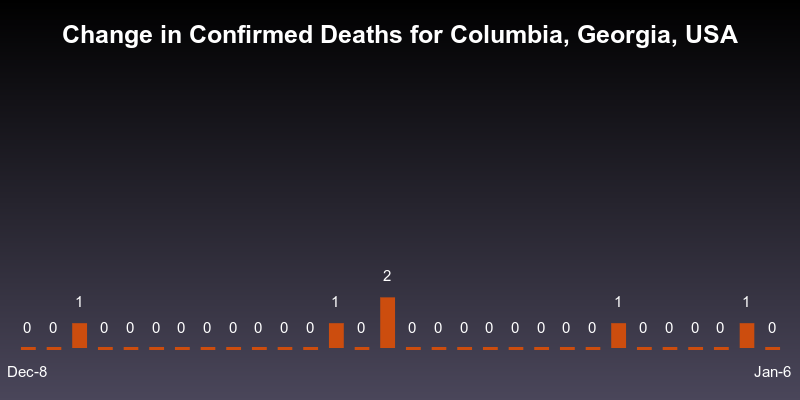 Change in Confirmed Deaths for Columbia, Georgia, USA
2
1 1 1 1
0 0 0 0 0 0 0 0 0 0 0 0 0 0 0 0 0 0 0 0 0 0 0 0 0
Dec-8 Jan-6